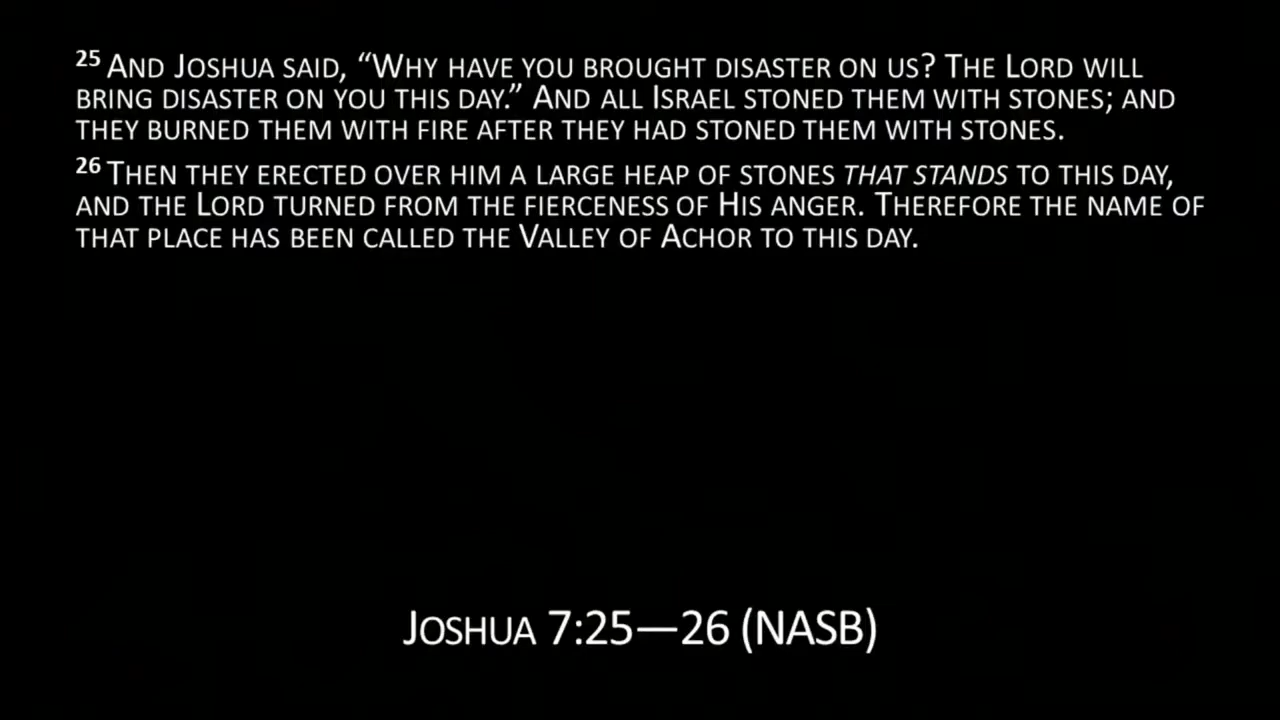 25 And Joshua said, “Why have you brought disaster on us? The Lord will
bring disaster on you this day.” And all Israel stoned them with stones; and
they burned them with fire after they had stoned them with stones.
26 Then they erected over him a large heap of stones that stands to this day,
and the Lord turned from the fierceness of His anger. Therefore the name of
that place has been called the Valley of Achor to this day.
Joshua 7:25—26 (NASB)